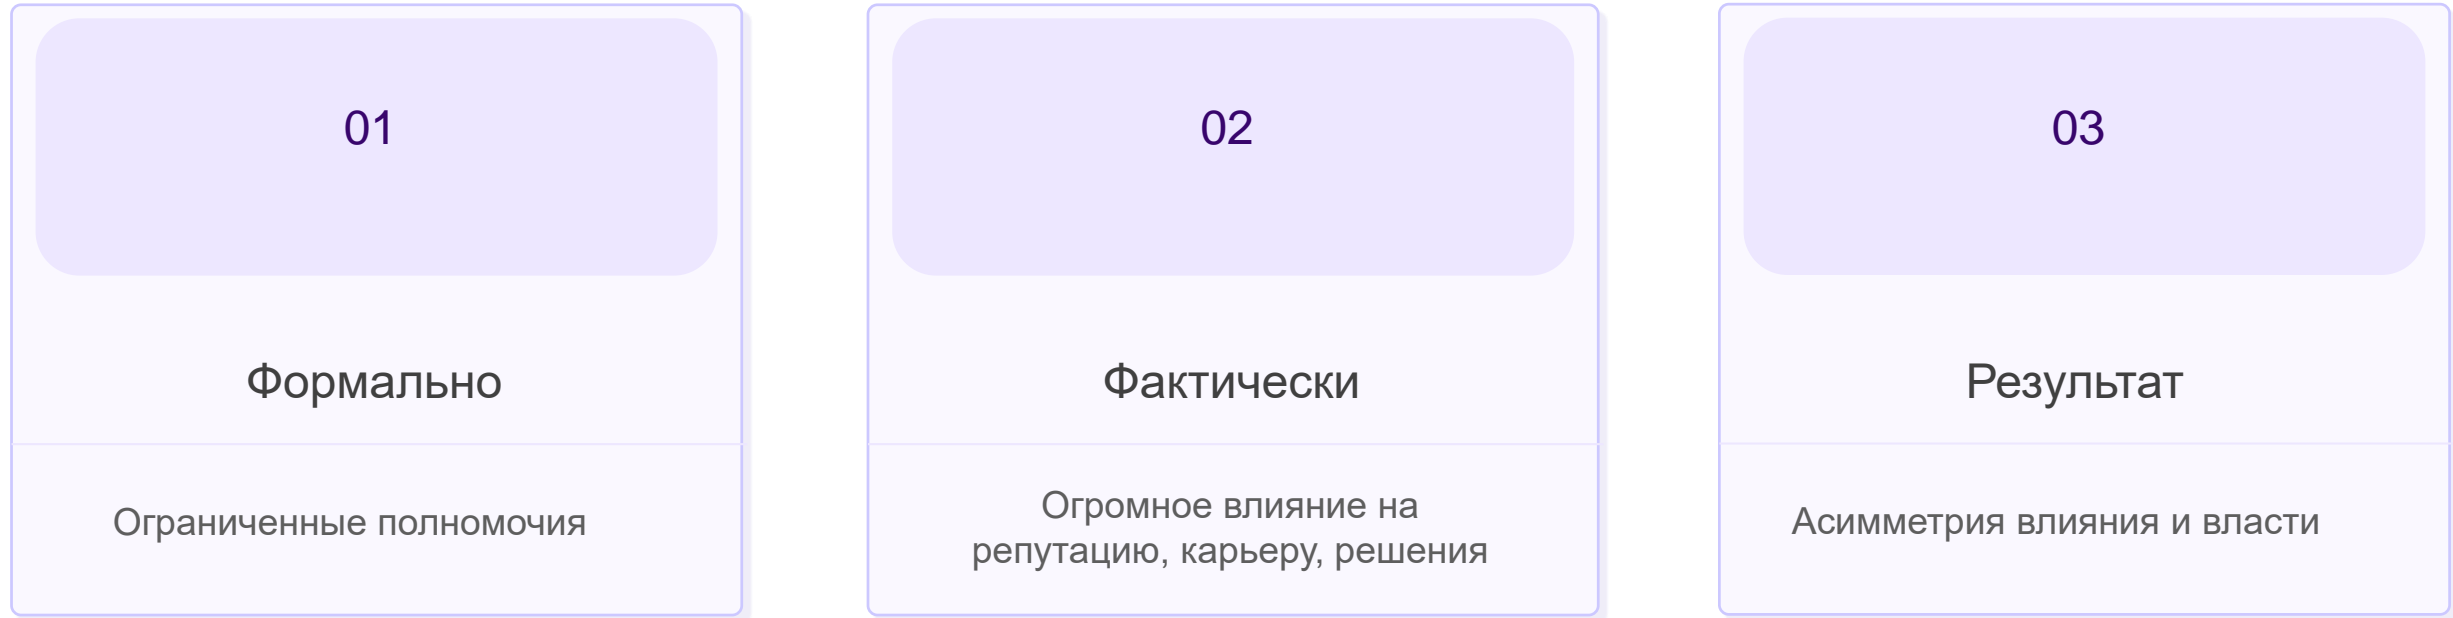 01
Формально
Ограниченные полномочия
02
Фактически
Огромное влияние на
репутацию, карьеру, решения
03
Результат
Асимметрия влияния и власти